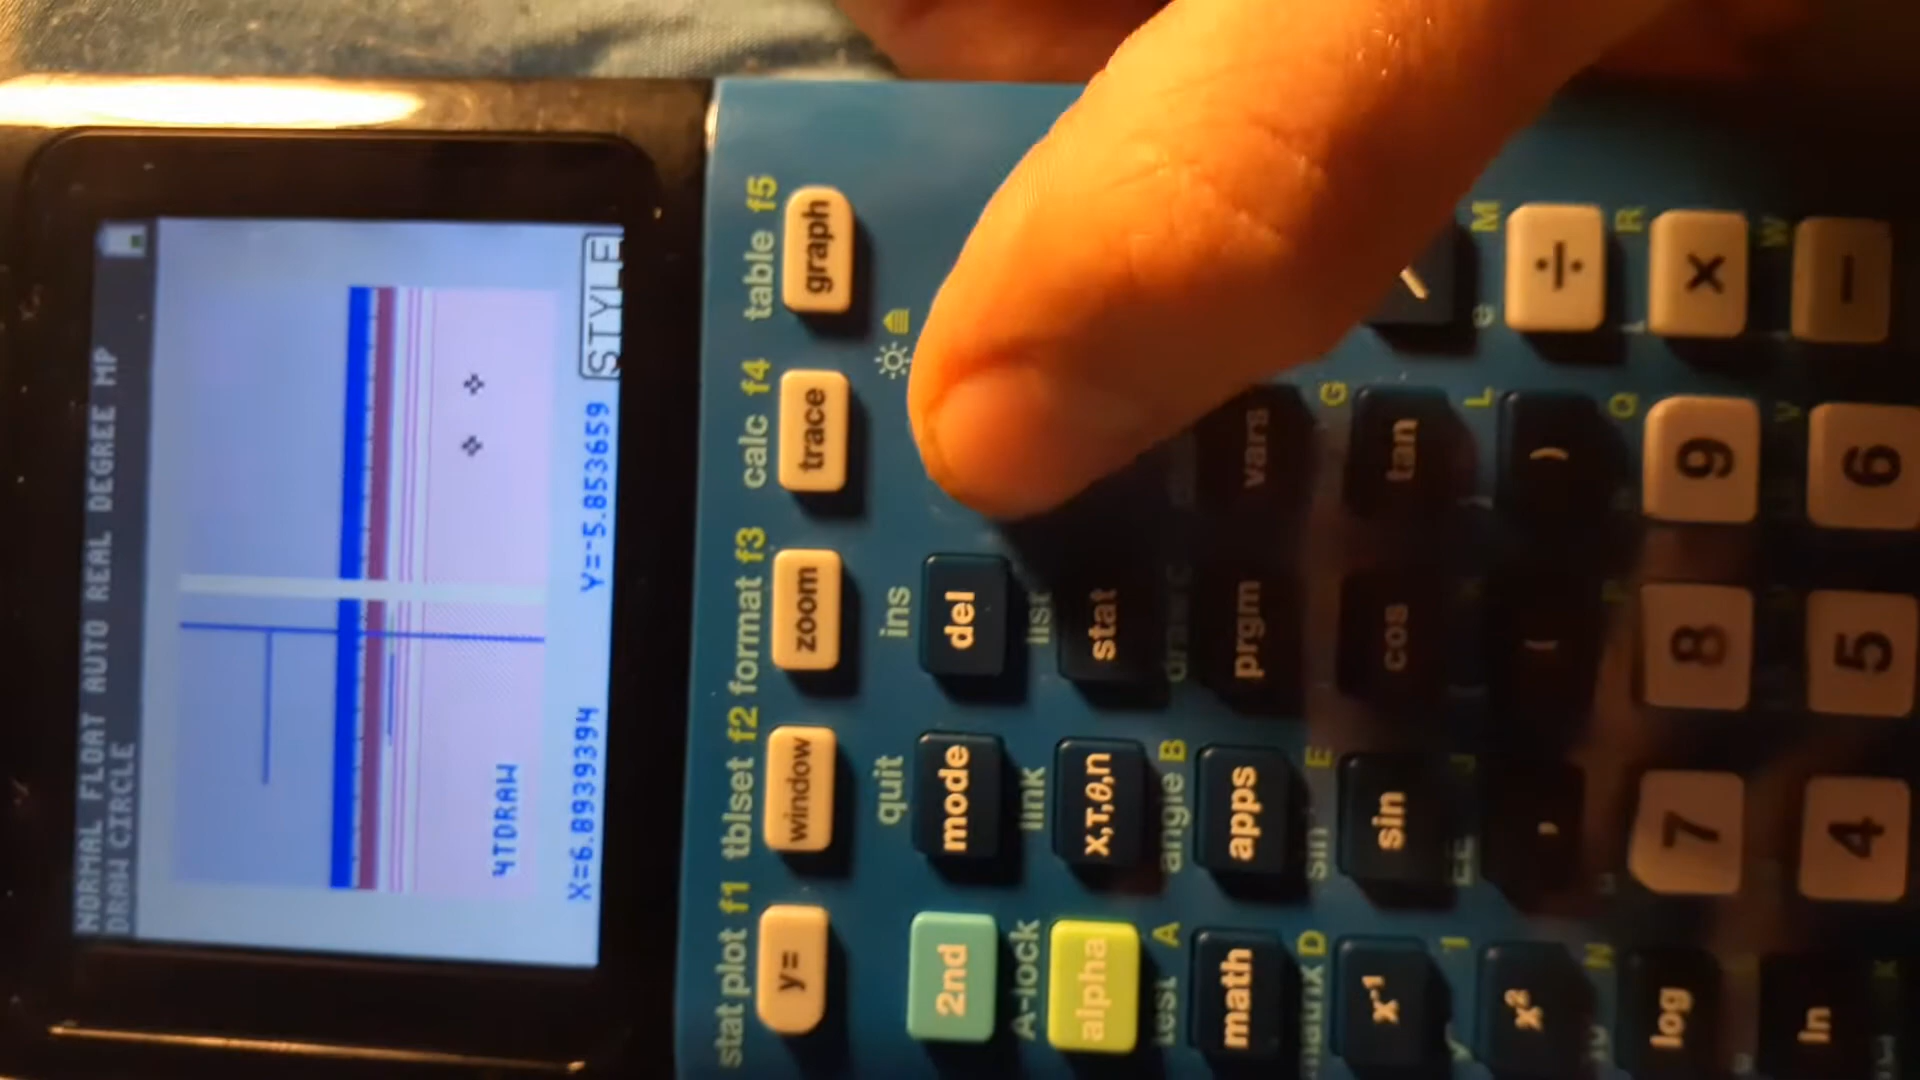 NORMAL FLOAT AUTO REAL DEGREE MP
DRAW CIRCLE
4TDRAW
X=6.8939394 Y=-5.853659
STYLE
stat plot f1 tblset f2 format f3 calc f4 table f5
y= window zoom trace graph
quit ins
2nd mode del
A-lock link list
alpha X,T,θ,n stat
test A angle B
math apps prgm vars
D sin E G
x⁻¹ sin cos tan
J L e M
x² , ( ) ÷
N Q R
log 7 8 9 ×
V W
ln 4 5 6 −